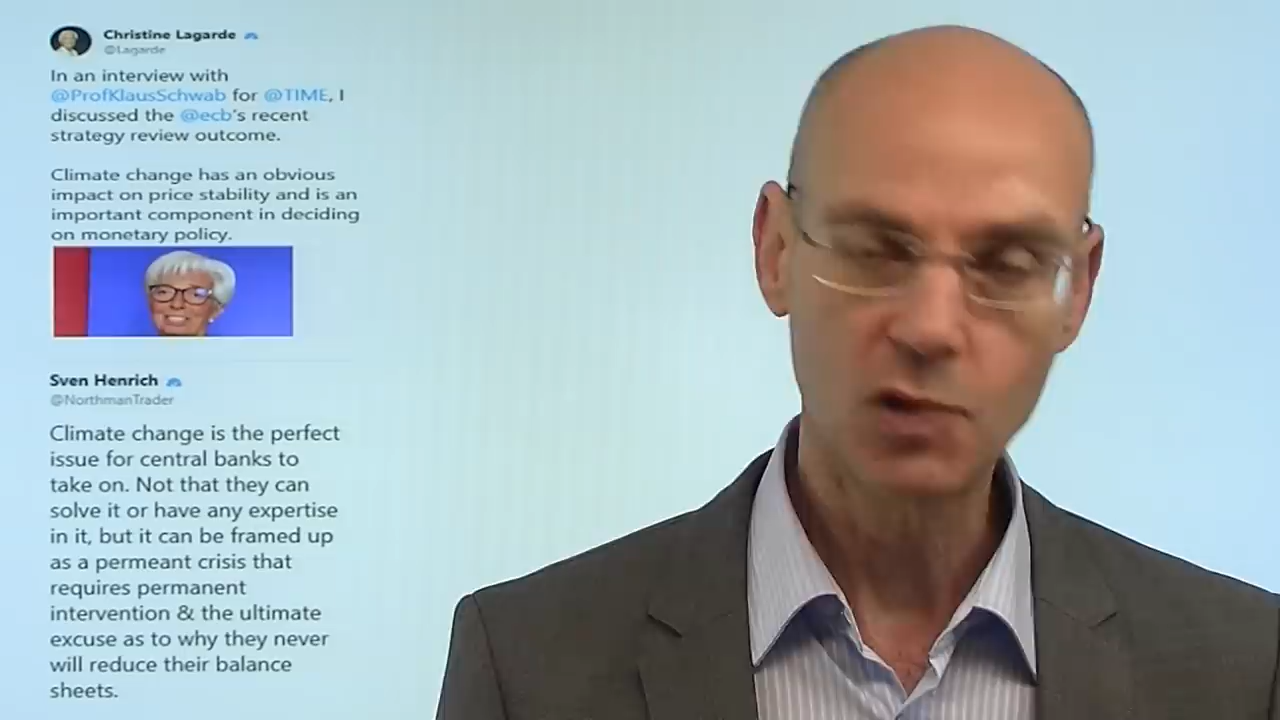 Christine Lagarde
@Lagarde
In an interview with
@ProfKlausSchwab for @TIME, I
discussed the @ecb's recent
strategy review outcome.
Climate change has an obvious
impact on price stability and is an
important component in deciding
on monetary policy.
Sven Henrich
@NorthmanTrader
Climate change is the perfect
issue for central banks to
take on. Not that they can
solve it or have any expertise
in it, but it can be framed up
as a permeant crisis that
requires permanent
intervention & the ultimate
excuse as to why they never
will reduce their balance
sheets.